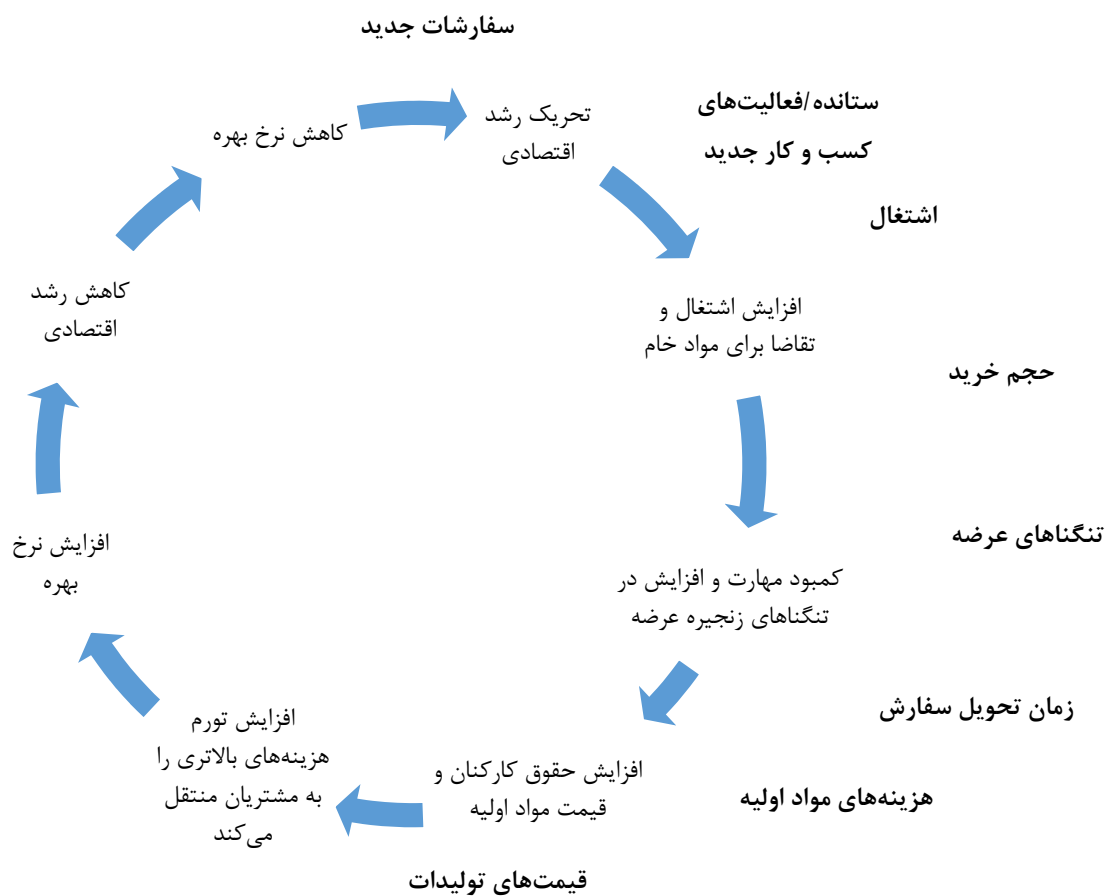 سفارشات جدید
ستانده/فعالیت‌های
کسب و کار جدید
اشتغال
حجم خرید
تنگناهای عرضه
زمان تحویل سفارش
هزینه‌های مواد اولیه
قیمت‌های تولیدات
تحریک رشد
اقتصادی
افزایش اشتغال و
تقاضا برای مواد خام
کمبود مهارت و افزایش در
تنگناهای زنجیره عرضه
افزایش حقوق کارکنان و
قیمت مواد اولیه
افزایش تورم
هزینه‌های بالاتری را
به مشتریان منتقل
می‌کند
افزایش نرخ
بهره
کاهش رشد
اقتصادی
کاهش نرخ بهره